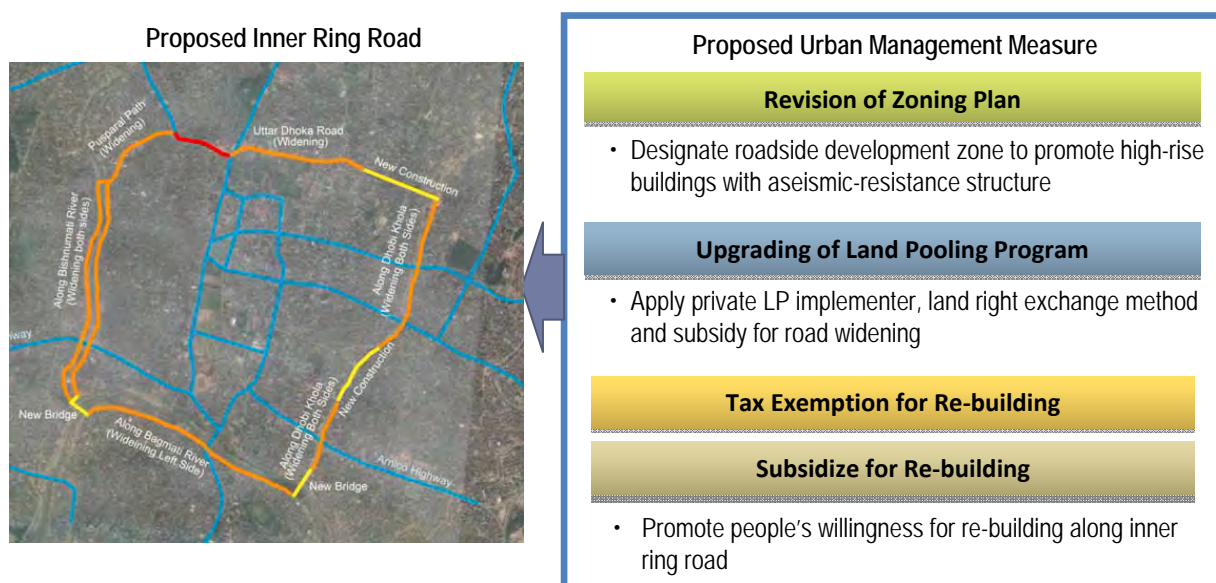 Proposed Inner Ring Road
Pusparal Path
(Widening)
Uttar Dhoka Road
(Widening)
New Construction
Along Bishnumati River
(Widening both sides)
Along Dhobi Khola
(Widening Both Sides)
way
New Construction
New Bridge
Along Bagmati River
(Wideining Left Side)
Along Dhobi Khola
(Widening Both Sides)
Arnico Highway
New Bridge
Proposed Urban Management Measure
Revision of Zoning Plan
• Designate roadside development zone to promote high-rise
buildings with aseismic-resistance structure
Upgrading of Land Pooling Program
• Apply private LP implementer, land right exchange method
and subsidy for road widening
Tax Exemption for Re-building
Subsidize for Re-building
• Promote people's willingness for re-building along inner
ring road